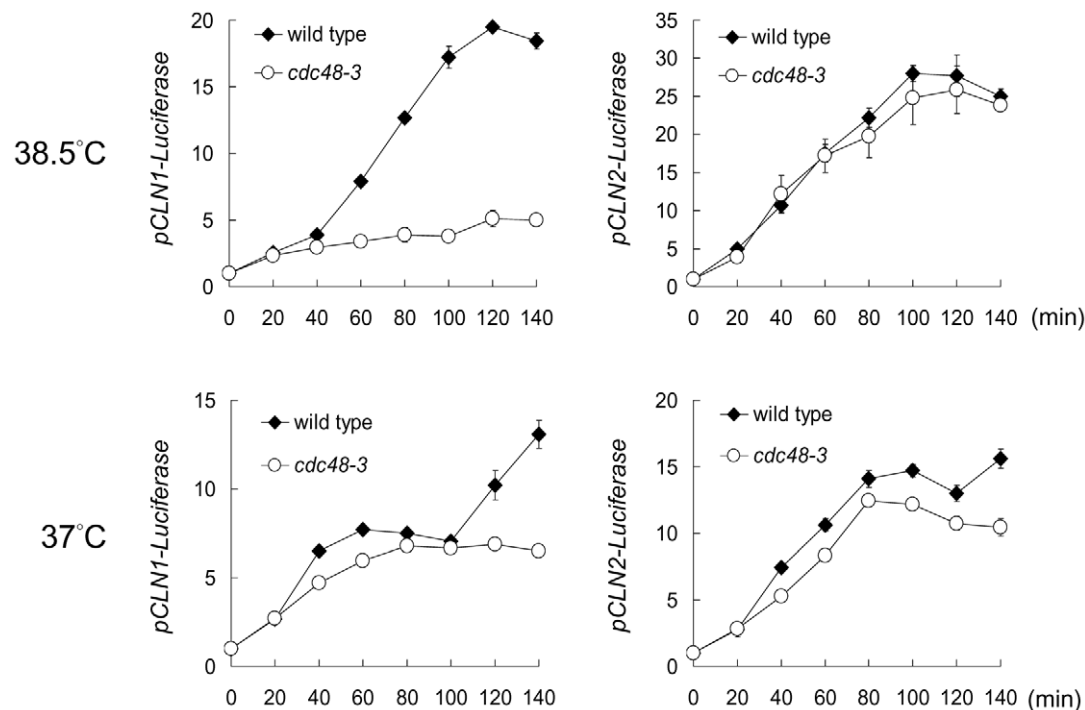 38.5°C
pCLN1-Luciferase
20
15
10
5
0
wild type
cdc48-3
0 20 40 60 80 100 120 140
pCLN2-Luciferase
35
30
25
20
15
10
5
0
wild type
cdc48-3
0 20 40 60 80 100 120 140 (min)
37°C
pCLN1-Luciferase
15
10
5
0
wild type
cdc48-3
0 20 40 60 80 100 120 140
pCLN2-Luciferase
20
15
10
5
0
wild type
cdc48-3
0 20 40 60 80 100 120 140 (min)